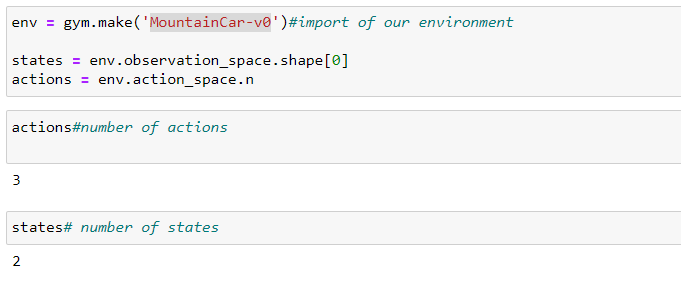 env = gym.make('MountainCar-v0')#import of our environment
states = env.observation_space.shape[0]
actions = env.action_space.n
actions#number of actions
3
states# number of states
2